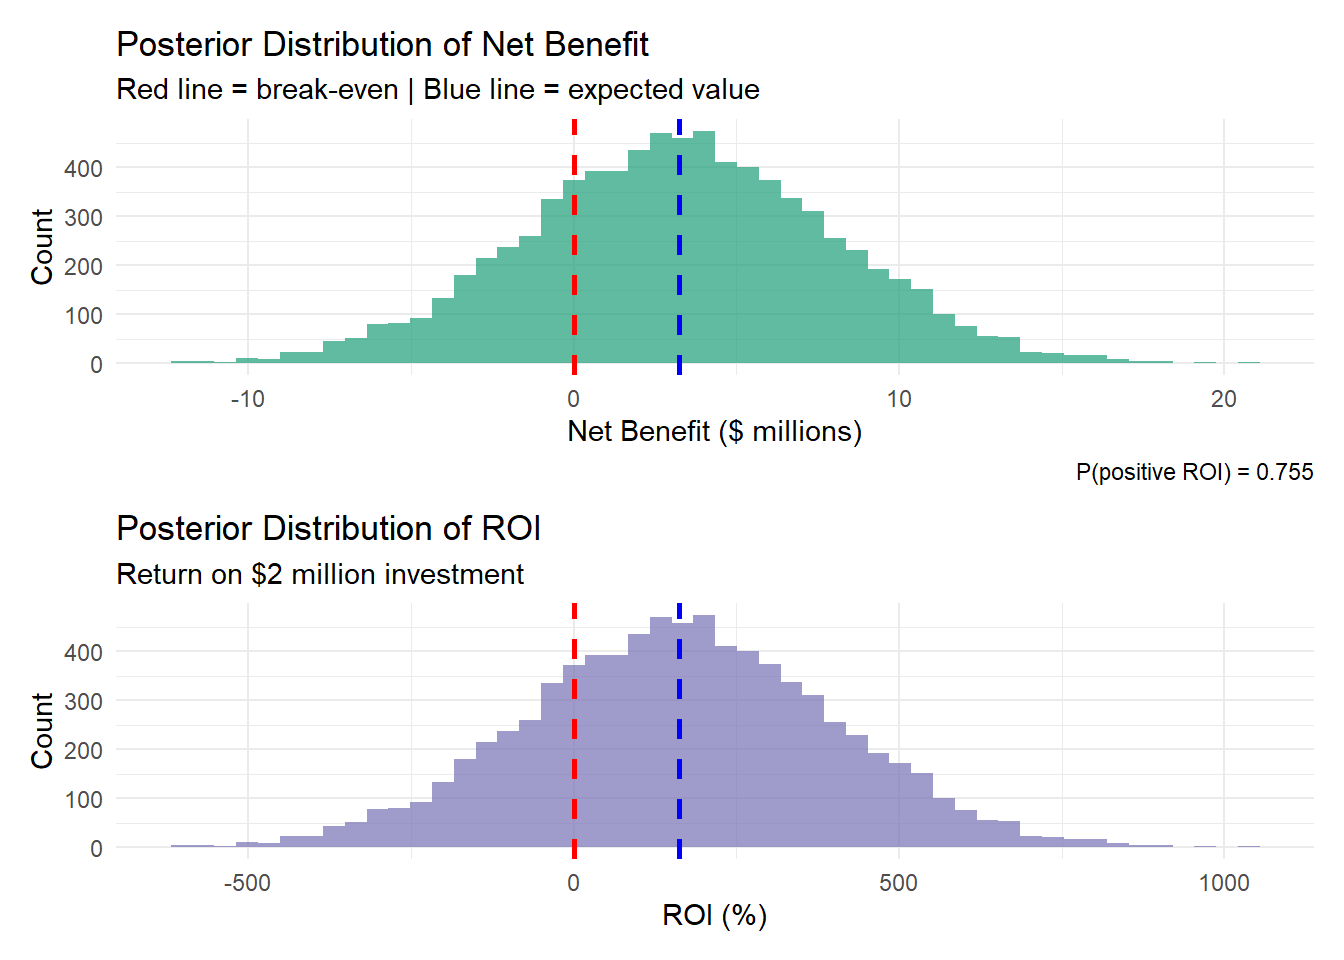 Posterior Distribution of Net Benefit
Red line = break-even | Blue line = expected value
Count
400
300
200
100
0
-10
0
10
20
Net Benefit ($ millions)
P(positive ROI) = 0.755
Posterior Distribution of ROI
Return on $2 million investment
Count
400
300
200
100
0
-500
0
500
1000
ROI (%)